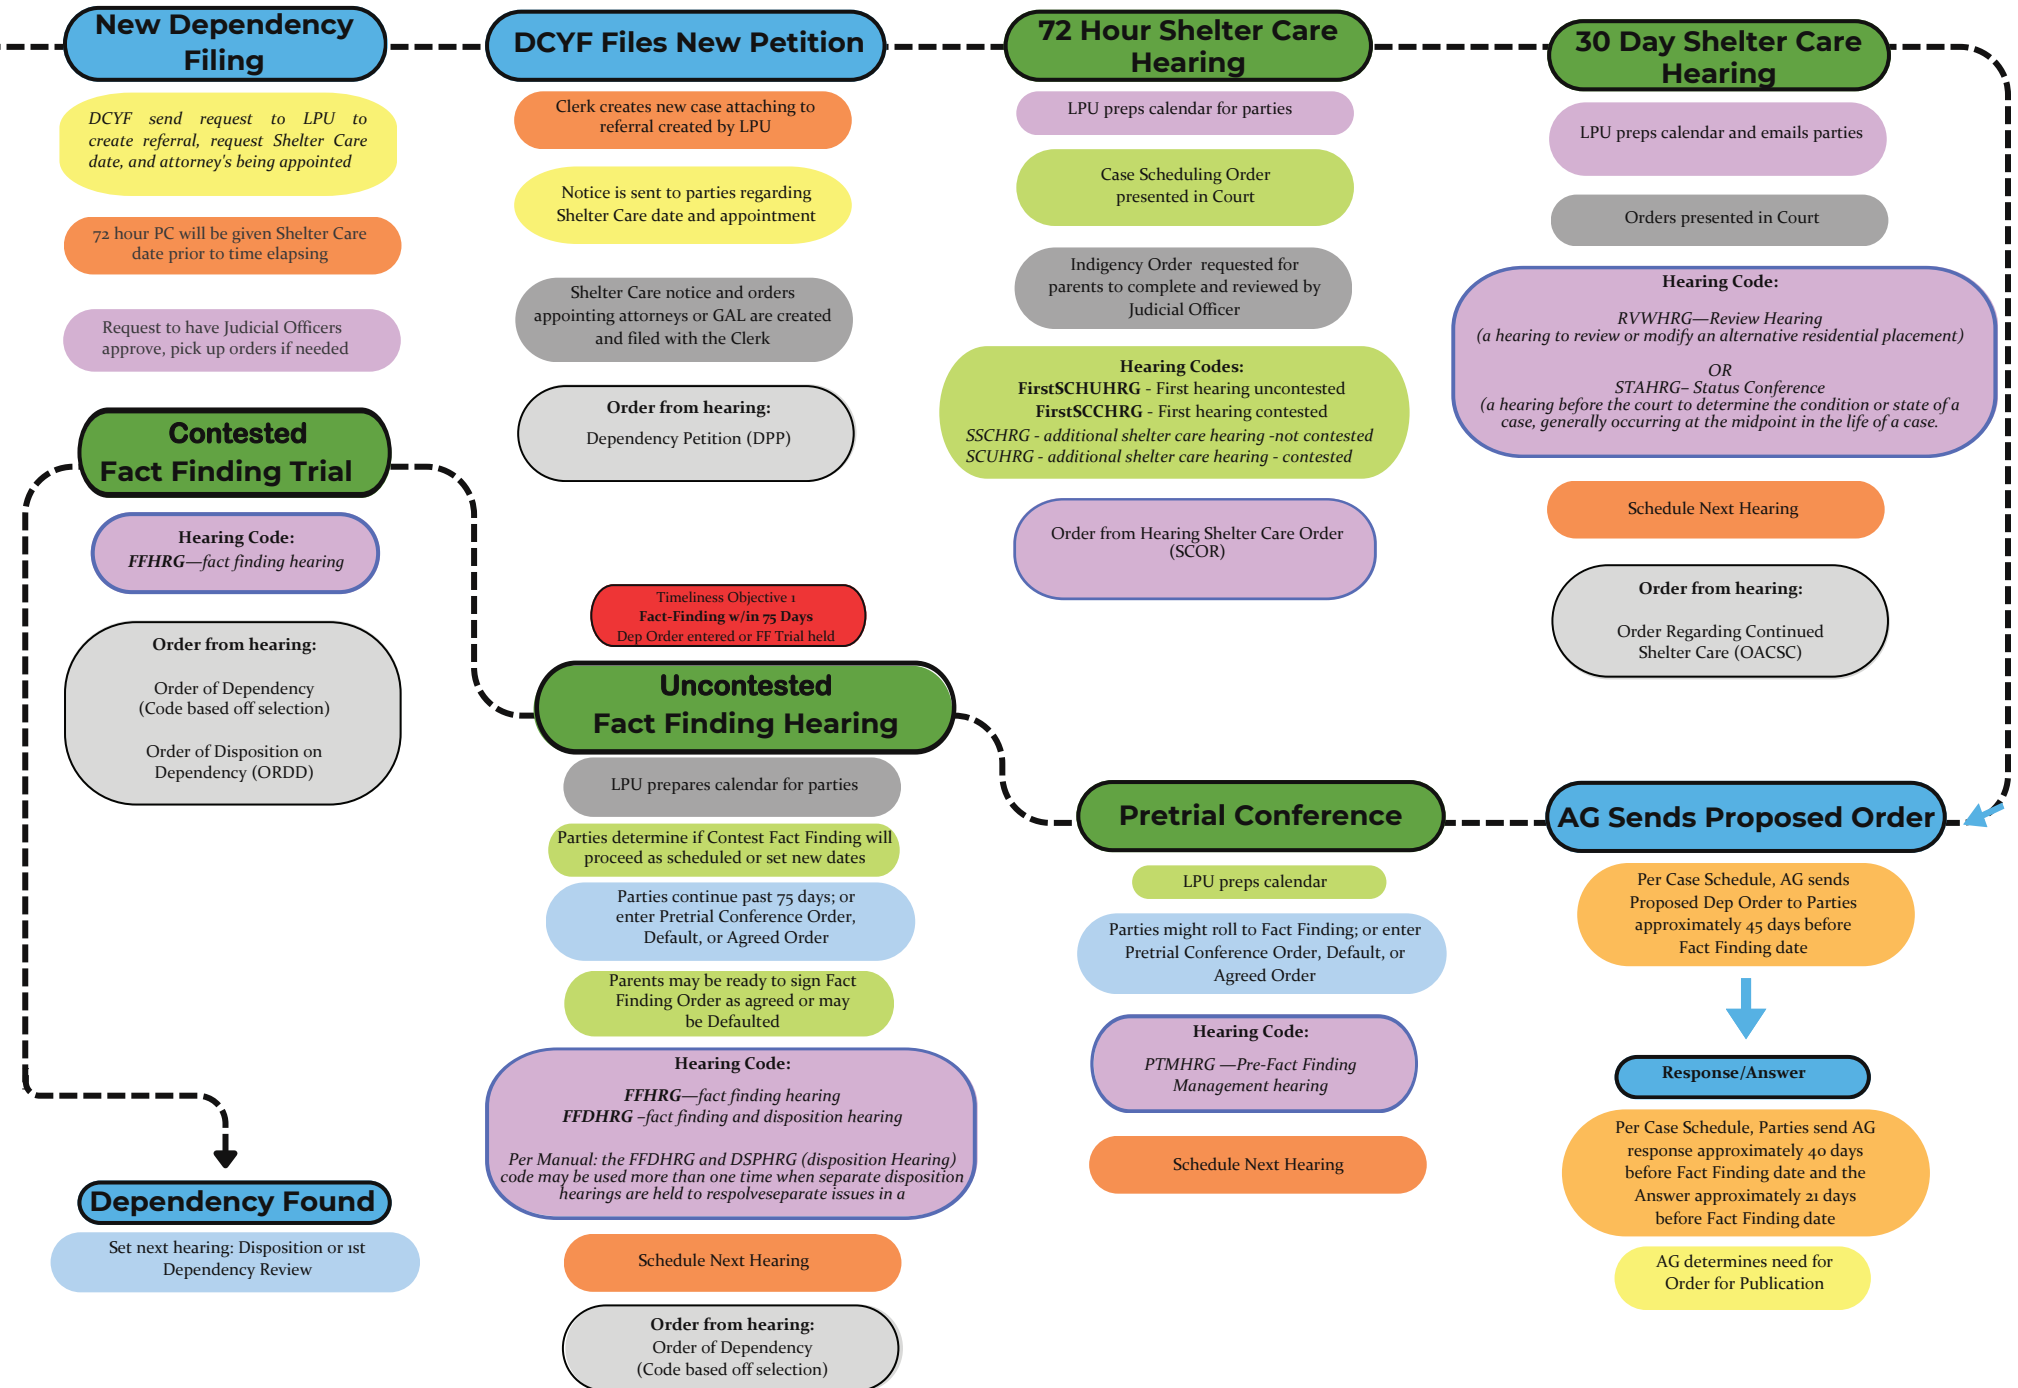 New Dependency
Filing
DCYF send request to LPU to
create referral, request Shelter Care
date, and attorney's being appointed
72 hour PC will be given Shelter Care
date prior to time elapsing
Request to have Judicial Officers
approve, pick up orders if needed
DCYF Files New Petition
Clerk creates new case attaching to
referral created by LPU
Notice is sent to parties regarding
Shelter Care date and appointment
Shelter Care notice and orders
appointing attorneys or GAL are created
and filed with the Clerk
Order from hearing:
Dependency Petition (DPP)
72 Hour Shelter Care
Hearing
LPU preps calendar for parties
Case Scheduling Order
presented in Court
Indigency Order requested for
parents to complete and reviewed by
Judicial Officer
Hearing Codes:
FirstSCHUHRG - First hearing uncontested
FirstSCCHRG - First hearing contested
SSCHRG - additional shelter care hearing -not contested
SCUHRG - additional shelter care hearing - contested
Order from Hearing Shelter Care Order
(SCOR)
30 Day Shelter Care
Hearing
LPU preps calendar and emails parties
Orders presented in Court
Hearing Code:
RVWHRG—Review Hearing
(a hearing to review or modify an alternative residential placement)
OR
STAHRG– Status Conference
(a hearing before the court to determine the condition or state of a
case, generally occurring at the midpoint in the life of a case.
Schedule Next Hearing
Order from hearing:
Order Regarding Continued
Shelter Care (OACSC)
AG Sends Proposed Order
Per Case Schedule, AG sends
Proposed Dep Order to Parties
approximately 45 days before
Fact Finding date
Response/Answer
Per Case Schedule, Parties send AG
response approximately 40 days
before Fact Finding date and the
Answer approximately 21 days
before Fact Finding date
AG determines need for
Order for Publication
Pretrial Conference
LPU preps calendar
Parties might roll to Fact Finding; or enter
Pretrial Conference Order, Default, or
Agreed Order
Hearing Code:
PTMHRG —Pre-Fact Finding
Management hearing
Schedule Next Hearing
Timeliness Objective 1
Fact-Finding w/in 75 Days
Dep Order entered or FF Trial held
Uncontested
Fact Finding Hearing
LPU prepares calendar for parties
Parties determine if Contest Fact Finding will
proceed as scheduled or set new dates
Parties continue past 75 days; or
enter Pretrial Conference Order,
Default, or Agreed Order
Parents may be ready to sign Fact
Finding Order as agreed or may
be Defaulted
Hearing Code:
FFHRG—fact finding hearing
FFDHRG –fact finding and disposition hearing
Per Manual: the FFDHRG and DSPHRG (disposition Hearing)
code may be used more than one time when separate disposition
hearings are held to respolveseparate issues in a
Schedule Next Hearing
Order from hearing:
Order of Dependency
(Code based off selection)
Contested
Fact Finding Trial
Hearing Code:
FFHRG—fact finding hearing
Order from hearing:
Order of Dependency
(Code based off selection)
Order of Disposition on
Dependency (ORDD)
Dependency Found
Set next hearing: Disposition or 1st
Dependency Review